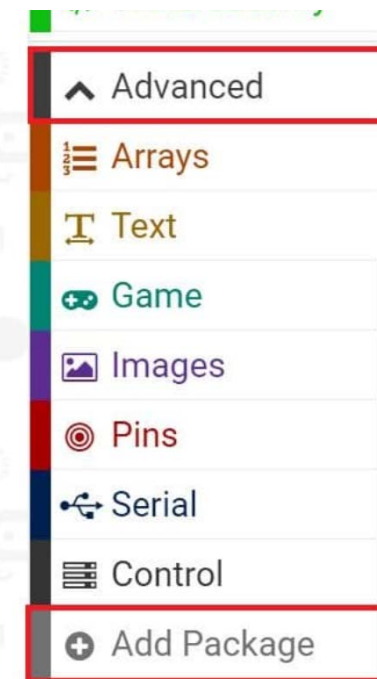 Advanced
Arrays
Text
Game
Images
Pins
Serial
Control
Add Package